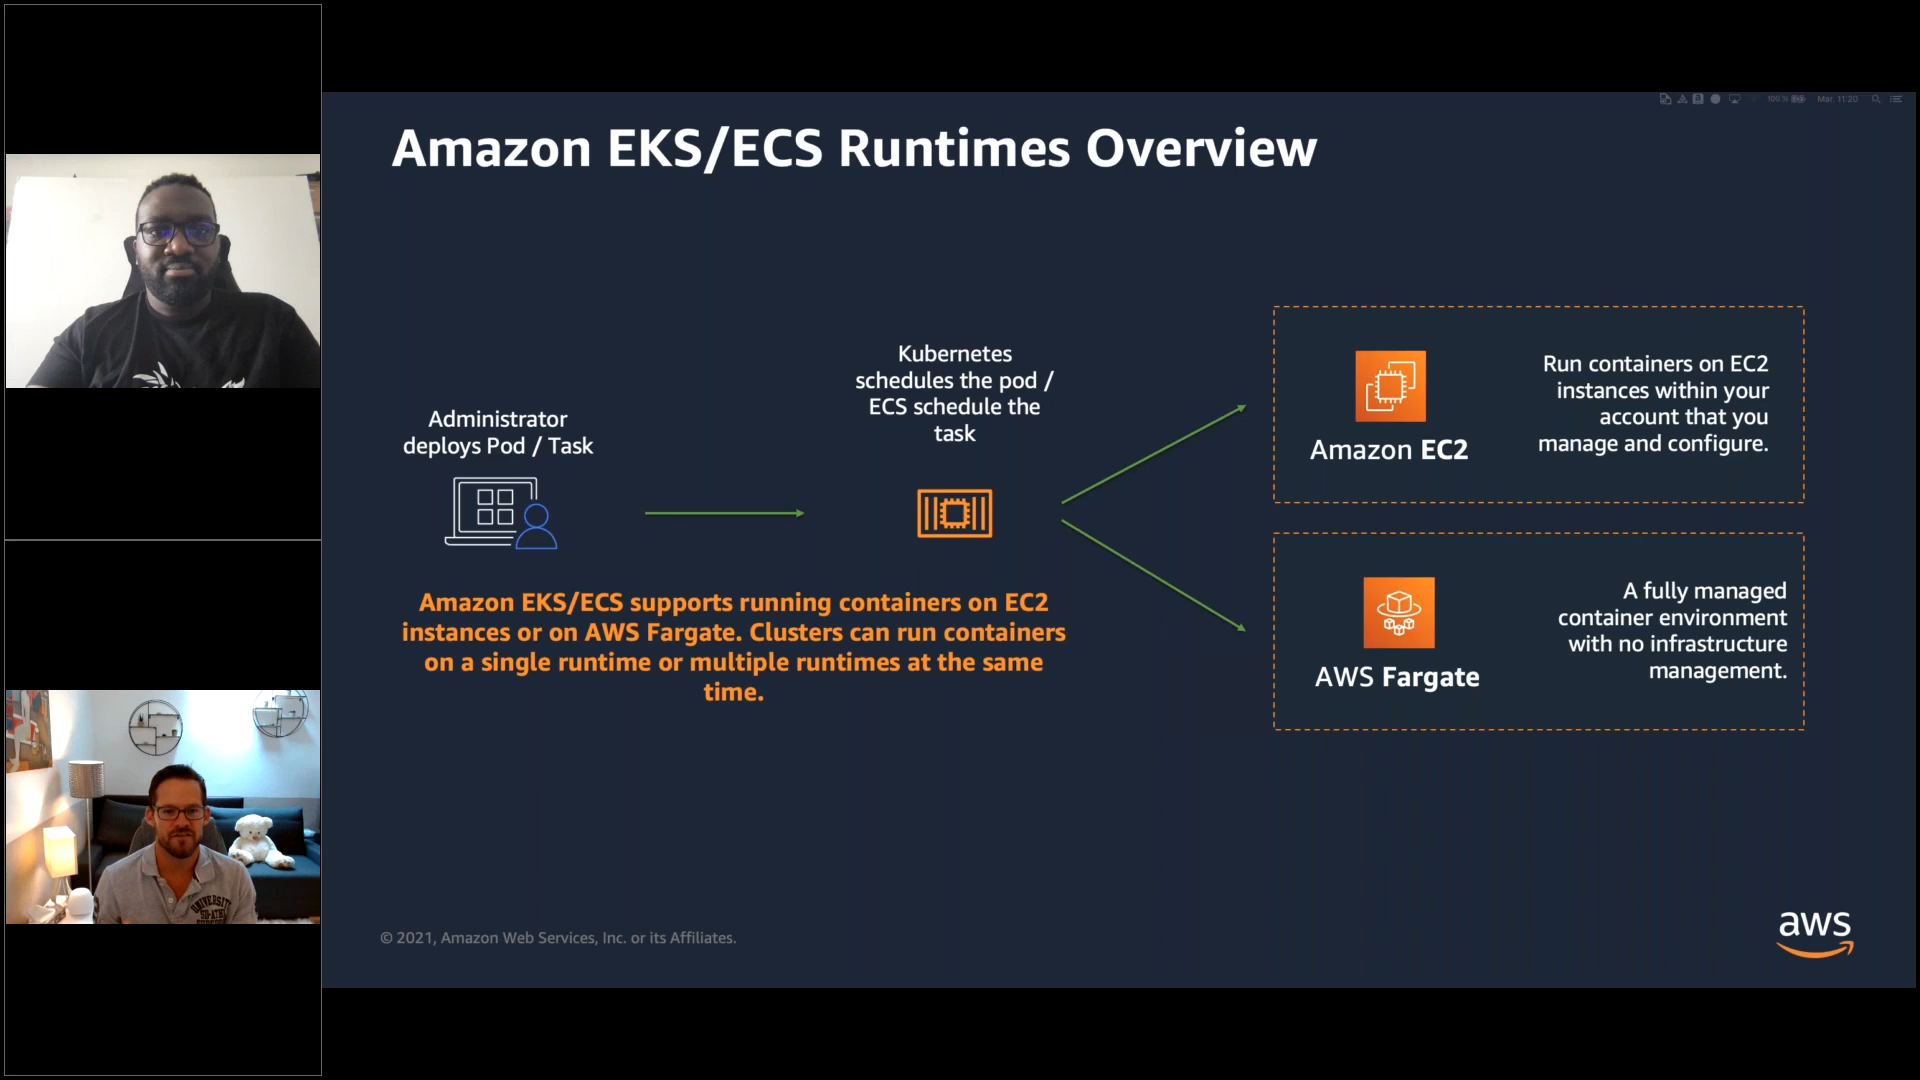 100 %
Mar. 11:20
Amazon EKS/ECS Runtimes Overview
Administrator
deploys Pod / Task
Kubernetes
schedules the pod /
ECS schedule the
task
Amazon EC2
Run containers on EC2
instances within your
account that you
manage and configure.
AWS Fargate
A fully managed
container environment
with no infrastructure
management.
Amazon EKS/ECS supports running containers on EC2
instances or on AWS Fargate. Clusters can run containers
on a single runtime or multiple runtimes at the same
time.
© 2021, Amazon Web Services, Inc. or its Affiliates.
aws